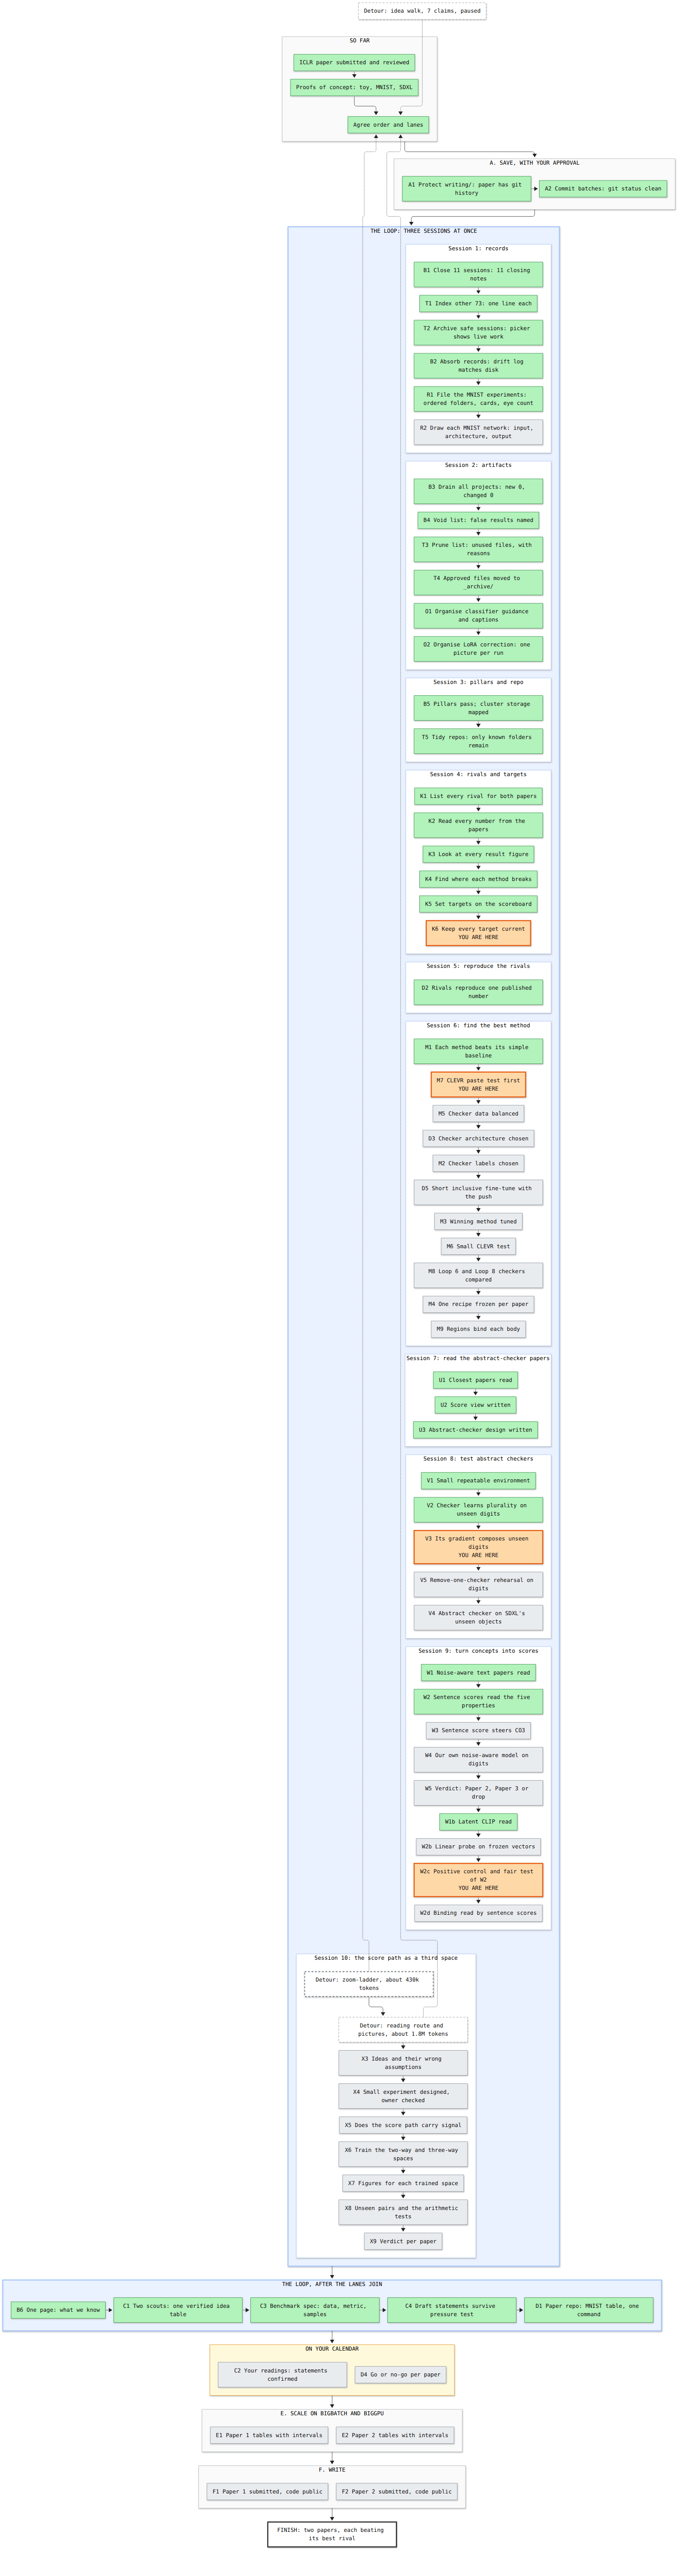 Detour: idea walk, 7 claims, paused
SO FAR
ICLR paper submitted and reviewed
Proofs of concept: toy, MNIST, SDXL
Agree order and lanes
A. SAVE, WITH YOUR APPROVAL
A1 Protect writing/: paper has git
history
A2 Commit batches: git status clean
THE LOOP: THREE SESSIONS AT ONCE
Session 1: records
B1 Close 11 sessions: 11 closing
notes
T1 Index other 73: one line each
T2 Archive safe sessions: picker
shows live work
B2 Absorb records: drift log
matches disk
R1 File the MNIST experiments:
ordered folders, cards, eye count
R2 Draw each MNIST network: input,
architecture, output
Session 2: artifacts
B3 Drain all projects: new 0,
changed 0
B4 Void list: false results named
T3 Prune list: unused files, with
reasons
T4 Approved files moved to
_archive/
O1 Organise classifier guidance
and captions
O2 Organise LoRA correction: one
picture per run
Session 3: pillars and repo
B5 Pillars pass; cluster storage
mapped
T5 Tidy repos: only known folders
remain
Session 4: rivals and targets
K1 List every rival for both papers
K2 Read every number from the
papers
K3 Look at every result figure
K4 Find where each method breaks
K5 Set targets on the scoreboard
K6 Keep every target current
YOU ARE HERE
Session 5: reproduce the rivals
D2 Rivals reproduce one published
number
Session 6: find the best method
M1 Each method beats its simple
baseline
M7 CLEVR paste test first
YOU ARE HERE
M5 Checker data balanced
D3 Checker architecture chosen
M2 Checker labels chosen
D5 Short inclusive fine-tune with
the push
M3 Winning method tuned
M6 Small CLEVR test
M8 Loop 6 and Loop 8 checkers
compared
M4 One recipe frozen per paper
M9 Regions bind each body
Session 7: read the abstract-checker papers
U1 Closest papers read
U2 Score view written
U3 Abstract-checker design written
Session 8: test abstract checkers
V1 Small repeatable environment
V2 Checker learns plurality on
unseen digits
V3 Its gradient composes unseen
digits
YOU ARE HERE
V5 Remove-one-checker rehearsal on
digits
V4 Abstract checker on SDXL's
unseen objects
Session 9: turn concepts into scores
W1 Noise-aware text papers read
W2 Sentence scores read the five
properties
W3 Sentence score steers CO3
W4 Our own noise-aware model on
digits
W5 Verdict: Paper 2, Paper 3 or
drop
W1b Latent CLIP read
W2b Linear probe on frozen vectors
W2c Positive control and fair test
of W2
YOU ARE HERE
W2d Binding read by sentence scores
Session 10: the score path as a third space
Detour: zoom-ladder, about 430k
tokens
Detour: reading route and
pictures, about 1.8M tokens
X3 Ideas and their wrong
assumptions
X4 Small experiment designed,
owner checked
X5 Does the score path carry signal
X6 Train the two-way and three-way
spaces
X7 Figures for each trained space
X8 Unseen pairs and the arithmetic
tests
X9 Verdict per paper
THE LOOP, AFTER THE LANES JOIN
B6 One page: what we know
C1 Two scouts: one verified idea
table
C3 Benchmark spec: data, metric,
samples
C4 Draft statements survive
pressure test
D1 Paper repo: MNIST table, one
command
ON YOUR CALENDAR
C2 Your readings: statements
confirmed
D4 Go or no-go per paper
E. SCALE ON BIGBATCH AND BIGGPU
E1 Paper 1 tables with intervals
E2 Paper 2 tables with intervals
F. WRITE
F1 Paper 1 submitted, code public
F2 Paper 2 submitted, code public
FINISH: two papers, each beating
its best rival